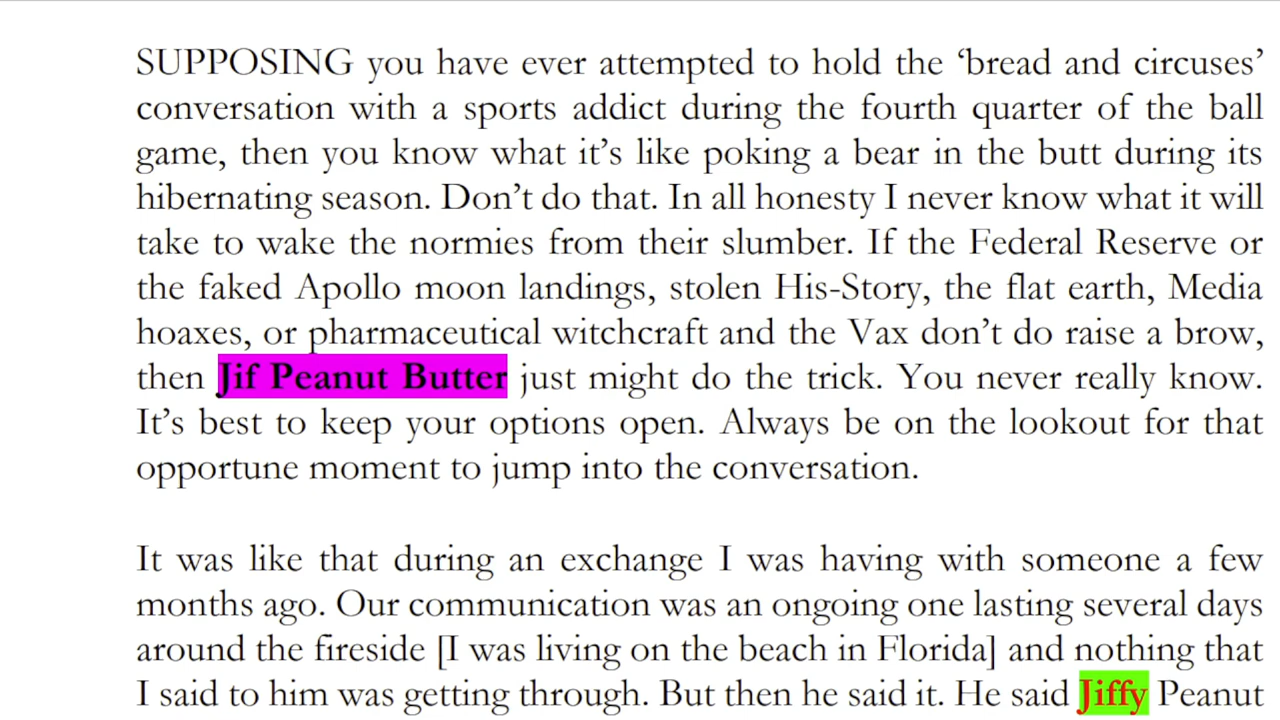 SUPPOSING you have ever attempted to hold the ‘bread and circuses’
conversation with a sports addict during the fourth quarter of the ball
game, then you know what it’s like poking a bear in the butt during its
hibernating season. Don’t do that. In all honesty I never know what it will
take to wake the normies from their slumber. If the Federal Reserve or
the faked Apollo moon landings, stolen His-Story, the flat earth, Media
hoaxes, or pharmaceutical witchcraft and the Vax don’t do raise a brow,
then Jif Peanut Butter just might do the trick. You never really know.
It’s best to keep your options open. Always be on the lookout for that
opportune moment to jump into the conversation.
It was like that during an exchange I was having with someone a few
months ago. Our communication was an ongoing one lasting several days
around the fireside [I was living on the beach in Florida] and nothing that
I said to him was getting through. But then he said it. He said Jiffy Peanut